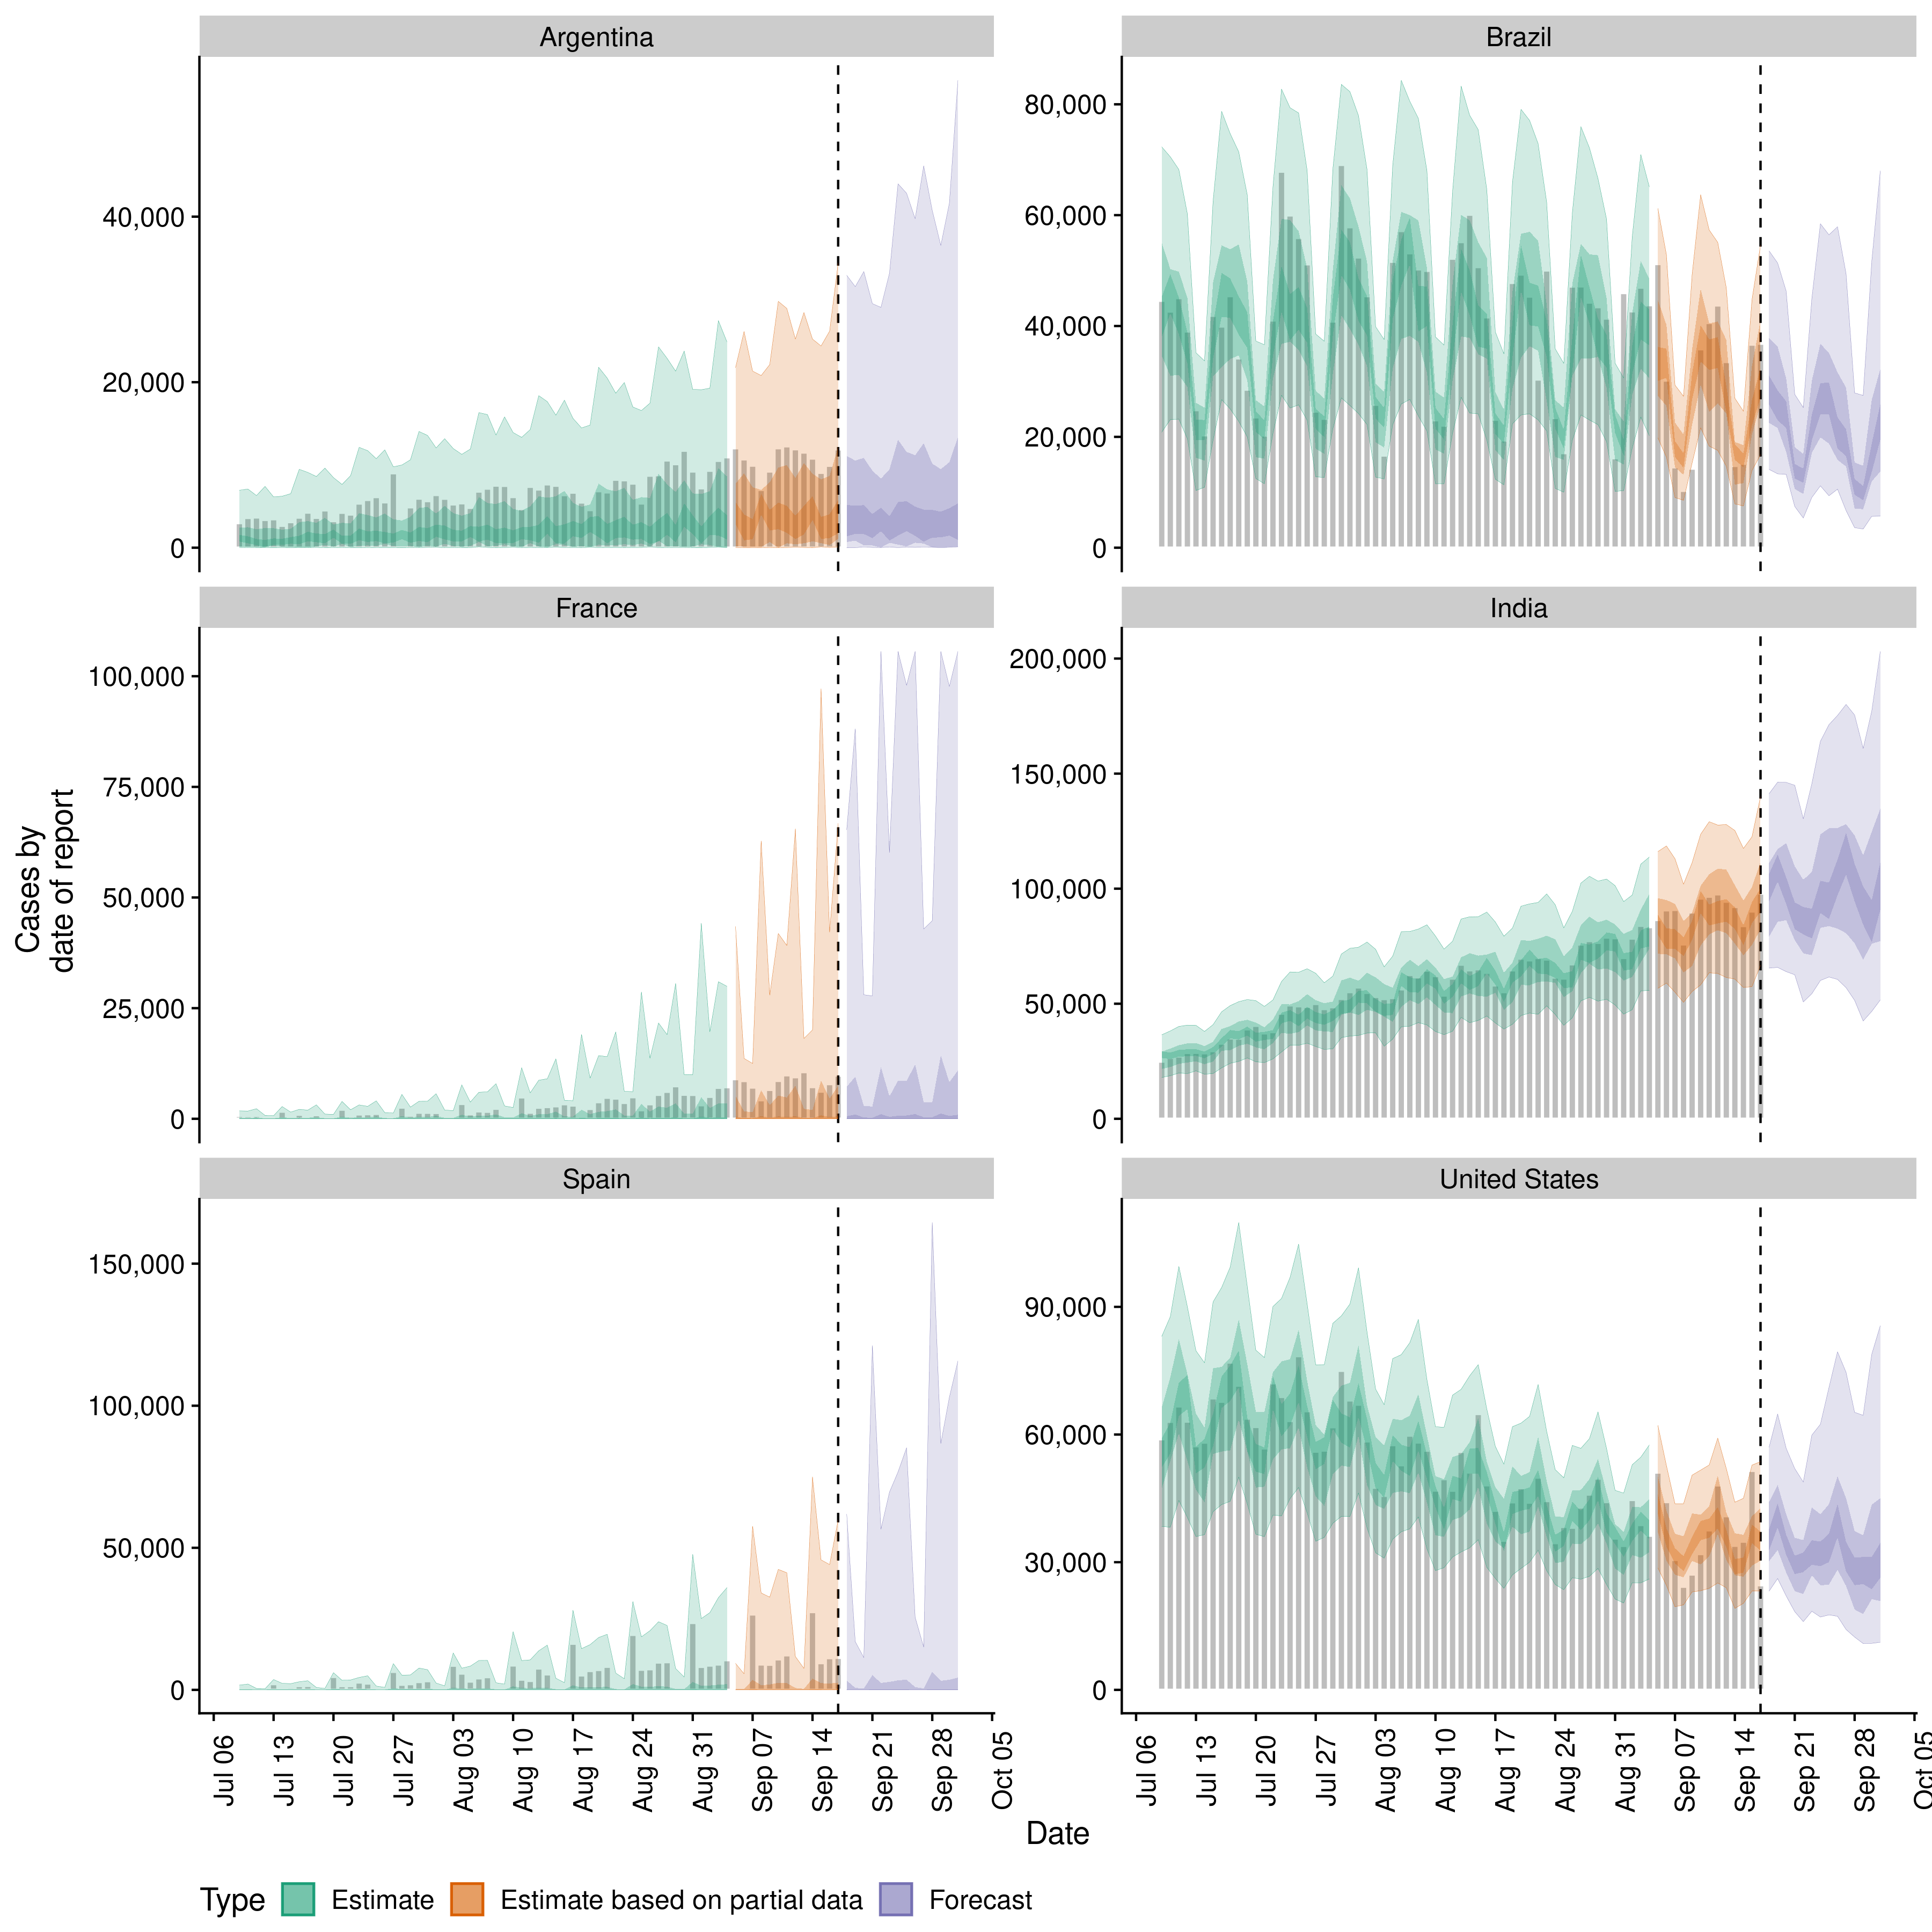 Argentina
Brazil
40,000
20,000
0
80,000
60,000
40,000
20,000
0
France
India
100,000
75,000
50,000
25,000
0
200,000
150,000
100,000
50,000
0
Cases by
date of report
Spain
United States
150,000
100,000
50,000
0
90,000
60,000
30,000
0
Jul 06
Jul 13
Jul 20
Jul 27
Aug 03
Aug 10
Aug 17
Aug 24
Aug 31
Sep 07
Sep 14
Sep 21
Sep 28
Oct 05
Jul 06
Jul 13
Jul 20
Jul 27
Aug 03
Aug 10
Aug 17
Aug 24
Aug 31
Sep 07
Sep 14
Sep 21
Sep 28
Oct 05
Date
Type Estimate Estimate based on partial data Forecast